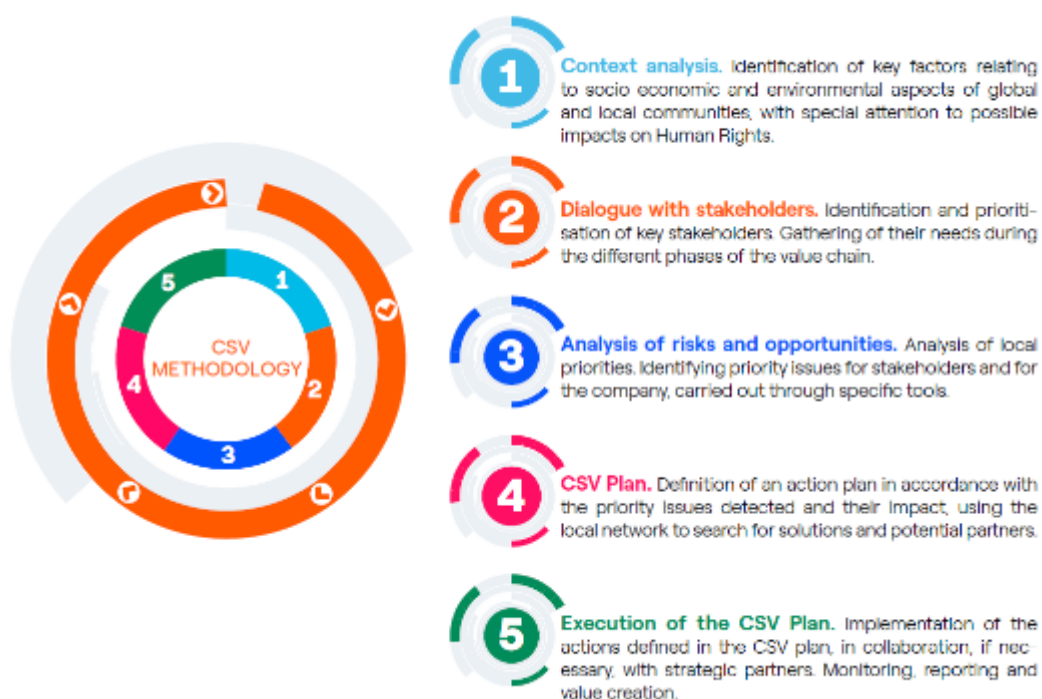 1
Context analysis. Identification of key factors relating
to socio economic and environmental aspects of global
and local communities, with special attention to possible
impacts on Human Rights.
2
Dialogue with stakeholders. Identification and prioriti-
sation of key stakeholders. Gathering of their needs during
the different phases of the value chain.
3
Analysis of risks and opportunities. Analysis of local
priorities. Identifying priority issues for stakeholders and for
the company, carried out through specific tools.
4
CSV Plan. Definition of an action plan in accordance with
the priority issues detected and their impact, using the
local network to search for solutions and potential partners.
5
Execution of the CSV Plan. Implementation of the
actions defined in the CSV plan, in collaboration, if nec-
essary, with strategic partners. Monitoring, reporting and
value creation.
CSV
METHODOLOGY
1
2
3
4
5